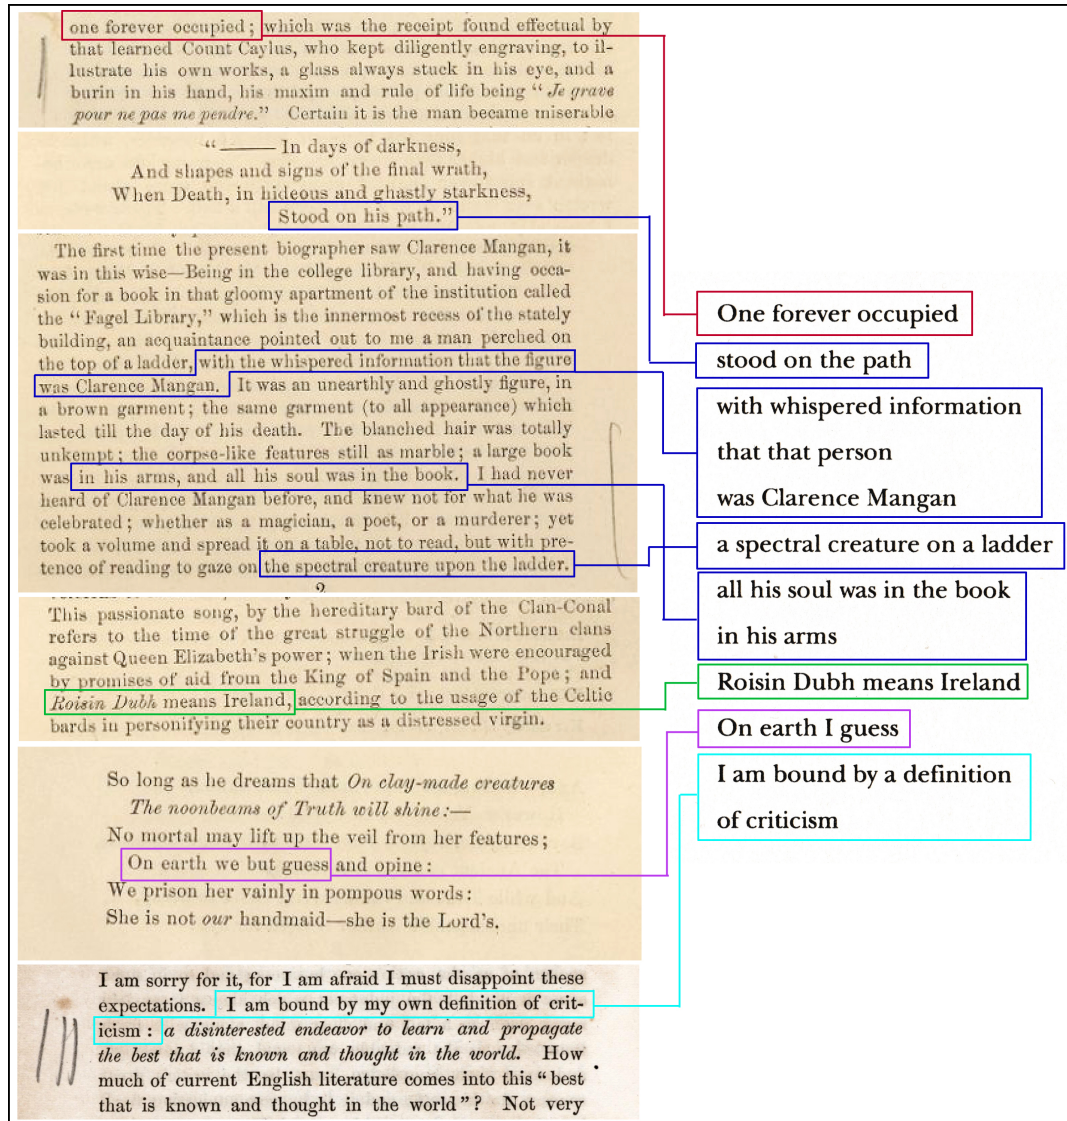 one forever occupied; which was the receipt found effectual by
that learned Count Caylus, who kept diligently engraving, to il-
lustrate his own works, a glass always stuck in his eye, and a
burin in his hand, his maxim and rule of life being “Je grave
pour ne pas me pendre.” Certain it is the man became miserable
“——— In days of darkness,
And shapes and signs of the final wrath,
When Death, in hideous and ghastly starkness,
Stood on his path.”
The first time the present biographer saw Clarence Mangan, it
was in this wise—Being in the college library, and having occa-
sion for a book in that gloomy apartment of the institution called
the “Fagel Library,” which is the innermost recess of the stately
building, an acquaintance pointed out to me a man perched on
the top of a ladder, with the whispered information that the figure
was Clarence Mangan. It was an unearthly and ghostly figure, in
a brown garment; the same garment (to all appearance) which
lasted till the day of his death. The blanched hair was totally
unkempt; the corpse-like features still as marble; a large book
was in his arms, and all his soul was in the book. I had never
heard of Clarence Mangan before, and knew not for what he was
celebrated; whether as a magician, a poet, or a murderer; yet
took a volume and spread it on a table, not to read, but with pre-
tence of reading to gaze on the spectral creature upon the ladder.
2
This passionate song, by the hereditary bard of the Clan-Conal
refers to the time of the great struggle of the Northern clans
against Queen Elizabeth's power; when the Irish were encouraged
by promises of aid from the King of Spain and the Pope; and
Roisin Dubh means Ireland, according to the usage of the Celtic
bards in personifying their country as a distressed virgin.
So long as he dreams that On clay-made creatures
The noonbeams of Truth will shine:—
No mortal may lift up the veil from her features;
On earth we but guess and opine:
We prison her vainly in pompous words:
She is not our handmaid—she is the Lord's.
I am sorry for it, for I am afraid I must disappoint these
expectations. I am bound by my own definition of crit-
icism: a disinterested endeavor to learn and propagate
the best that is known and thought in the world. How
much of current English literature comes into this “best
that is known and thought in the world”? Not very
One forever occupied
stood on the path
with whispered information
that that person
was Clarence Mangan
a spectral creature on a ladder
all his soul was in the book
in his arms
Roisin Dubh means Ireland
On earth I guess
I am bound by a definition
of criticism